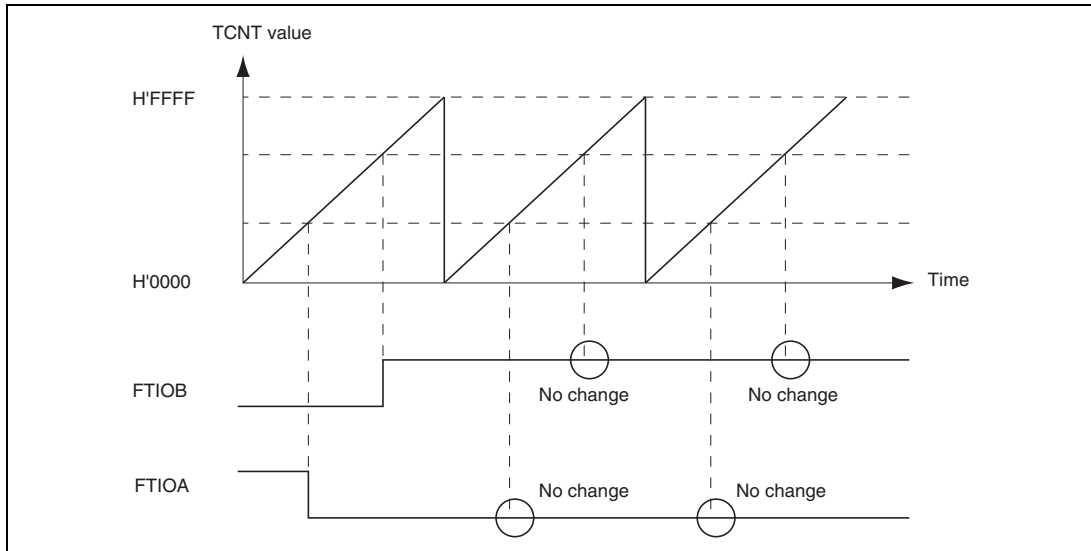 TCNT value
H'FFFF
H'0000
Time
FTIOB
No change
No change
FTIOA
No change
No change